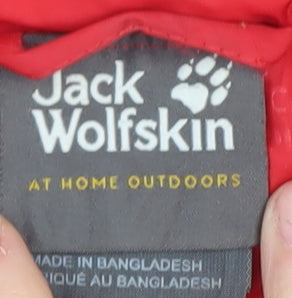 Jack
Wolfskin
AT HOME OUTDOORS
MADE IN BANGLADESH
IQUÉ AU BANGLADESH